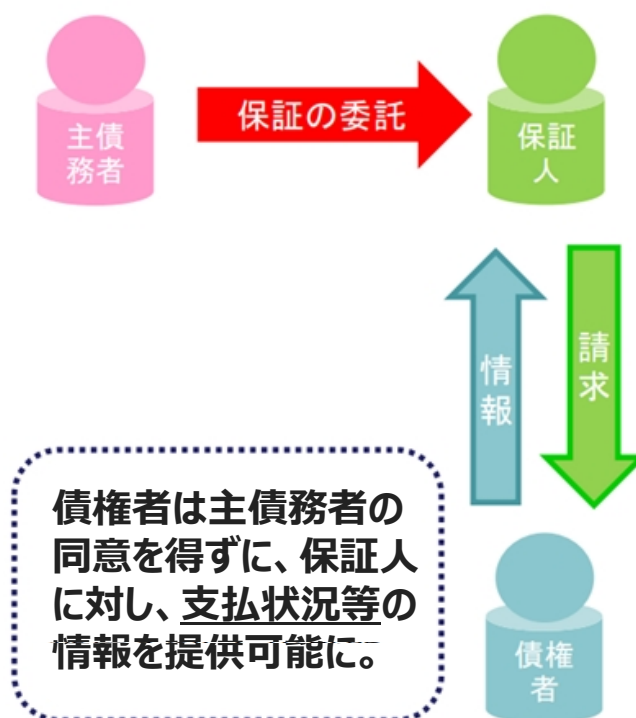 主債
務者
保証の委託
保証
人
情
報
請
求
債権者は主債務者の
同意を得ずに、保証人
に対し、支払状況等の
情報を提供可能に。
債権
者